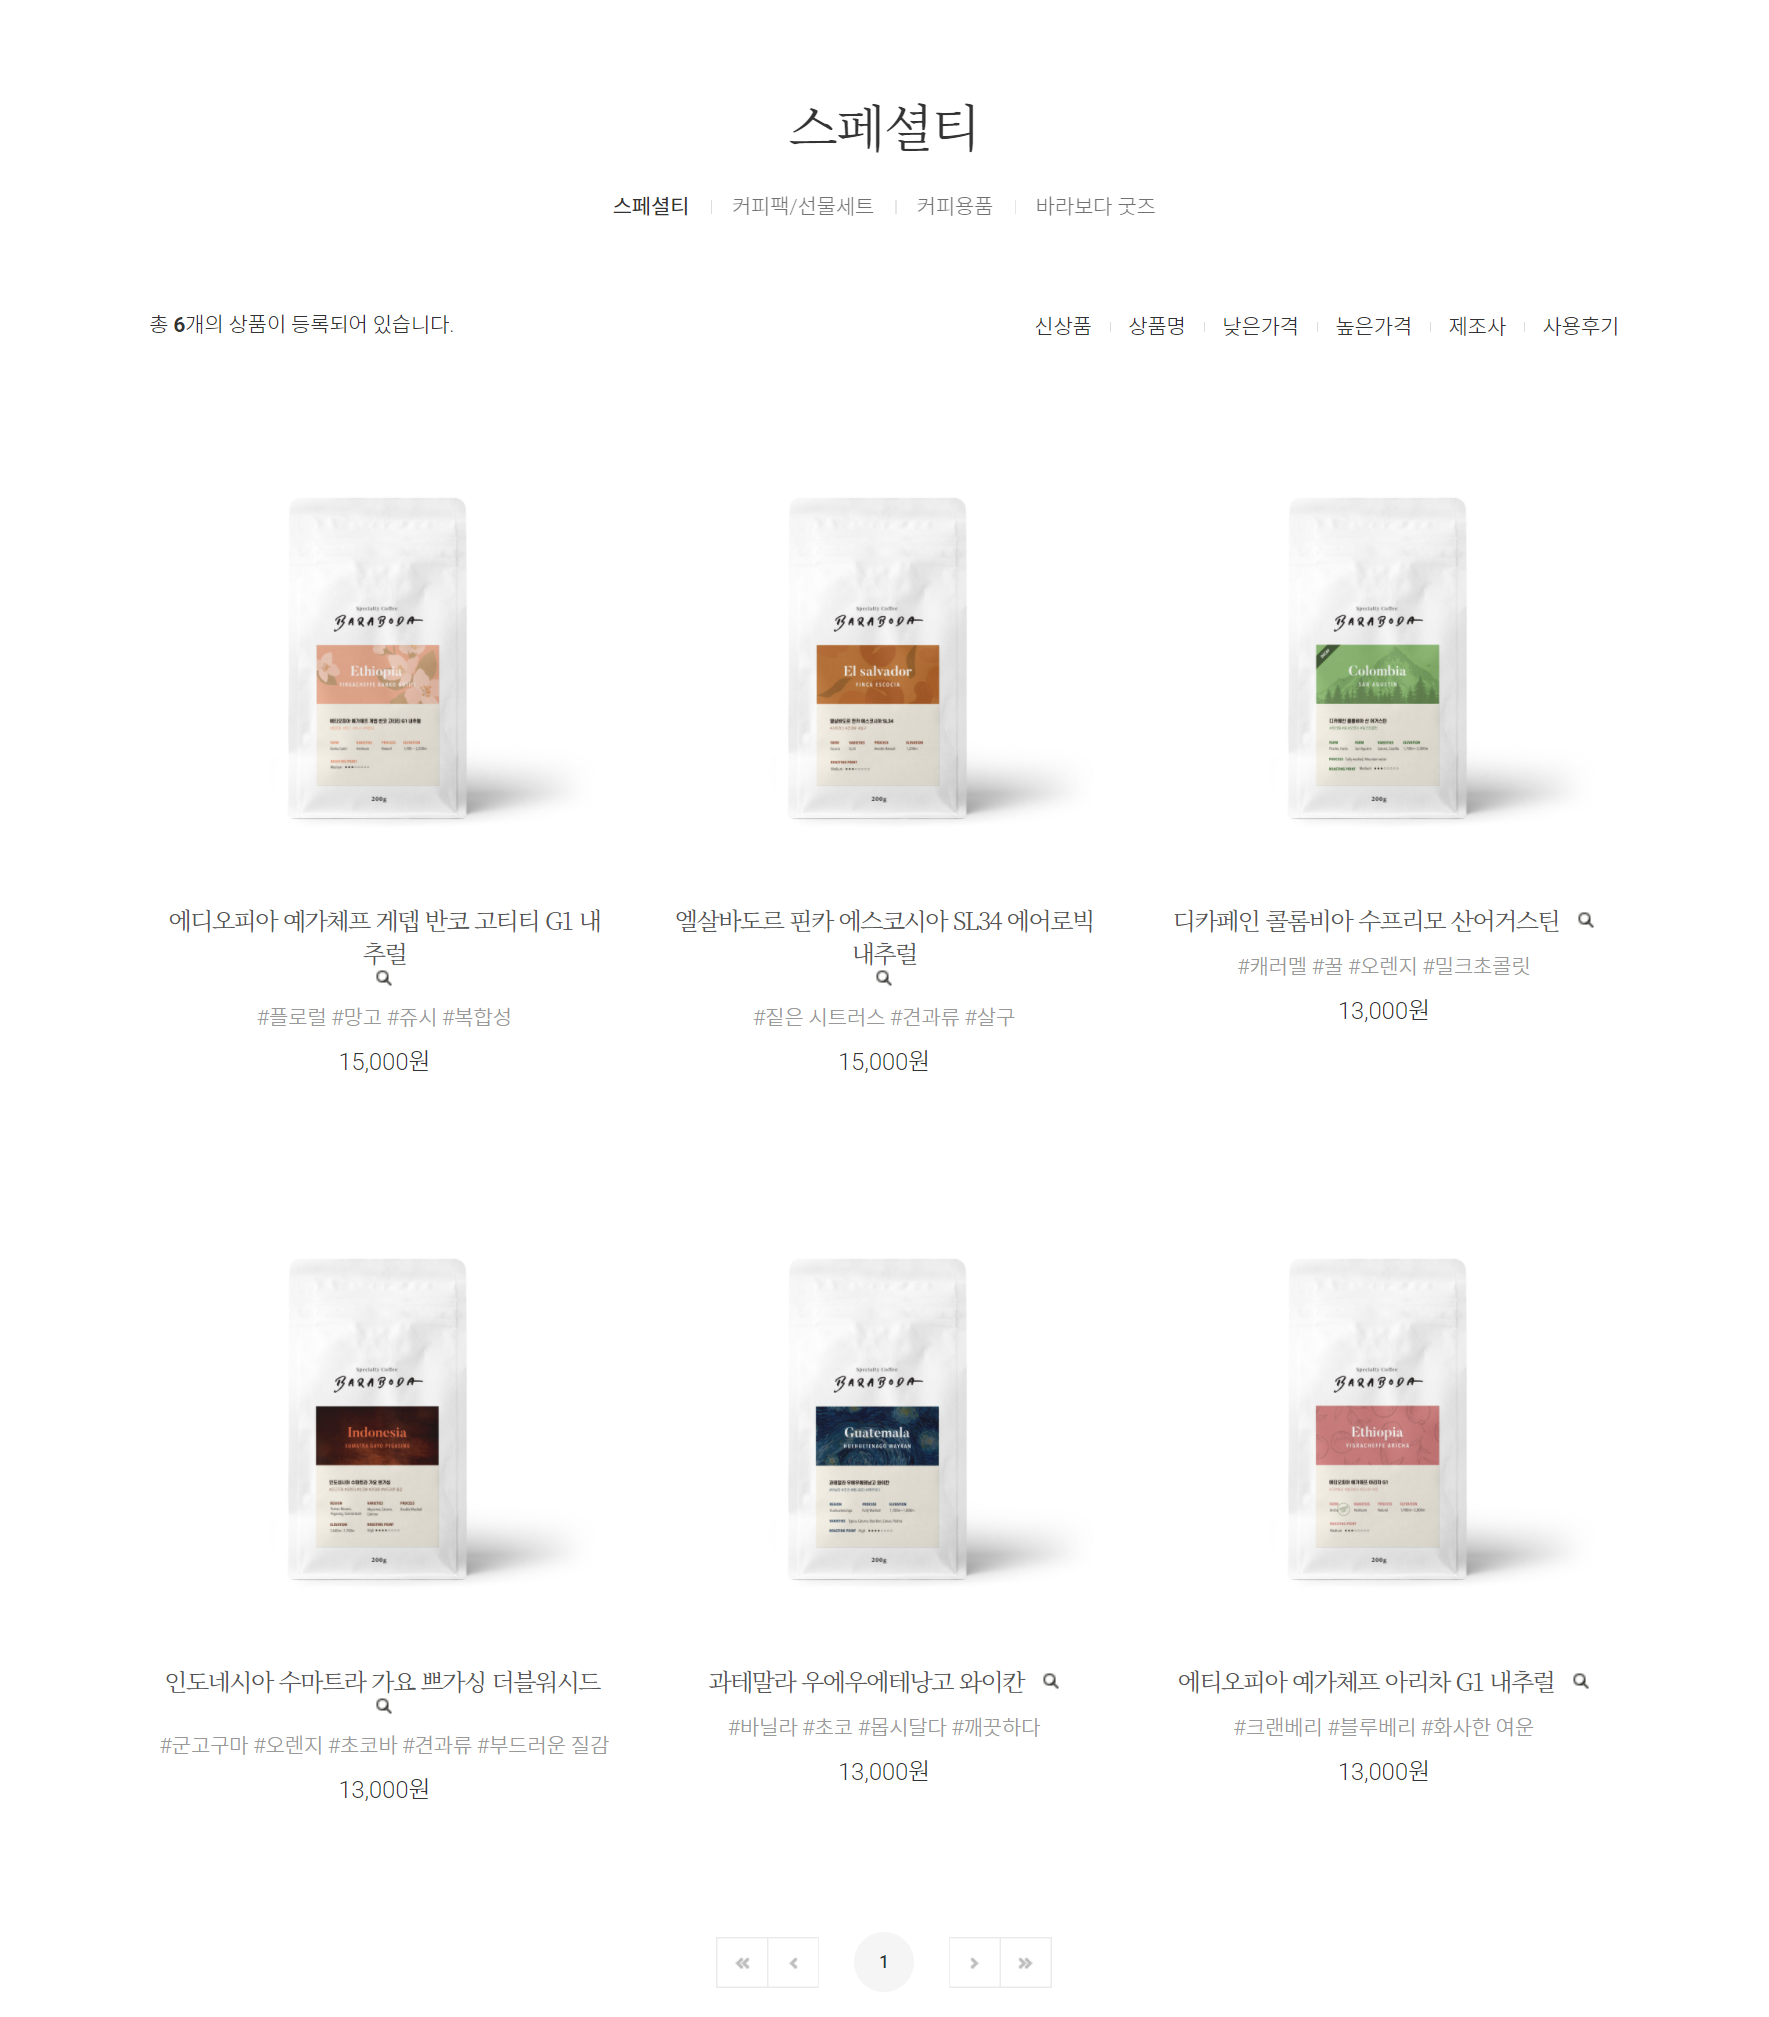 스페셜티
스페셜티 커피팩/선물세트 커피용품 바라보다 굿즈
총 6개의 상품이 등록되어 있습니다.
신상품 상품명 낮은가격 높은가격 제조사 사용후기
Specialty Coffee
BARABODA
Ethiopia
200g
Specialty Coffee
BARABODA
El salvador
FINCA ESCOCIA
200g
Specialty Coffee
BARABODA
Colombia
SAN AGUSTIN
200g
에디오피아 예가체프 게뎁 반코 고티티 G1 내
추럴
#플로럴 #망고 #쥬시 #복합성
15,000원
엘살바도르 핀카 에스코시아 SL34 에어로빅
내추럴
#짙은 시트러스 #견과류 #살구
15,000원
디카페인 콜롬비아 수프리모 산어거스틴
#캐러멜 #꿀 #오렌지 #밀크초콜릿
13,000원
Specialty Coffee
BARABODA
Indonesia
SUMATRA GAYO PEGASING
200g
Specialty Coffee
BARABODA
Guatemala
HUEHUETENAGO WAYKAN
200g
Specialty Coffee
BARABODA
Ethiopia
YIRGACHEFFE ARICHA
200g
인도네시아 수마트라 가요 쁘가싱 더블워시드
#군고구마 #오렌지 #초코바 #견과류 #부드러운 질감
13,000원
과테말라 우에우에테낭고 와이칸
#바닐라 #초코 #몹시달다 #깨끗하다
13,000원
에티오피아 예가체프 아리차 G1 내추럴
#크랜베리 #블루베리 #화사한 여운
13,000원
1